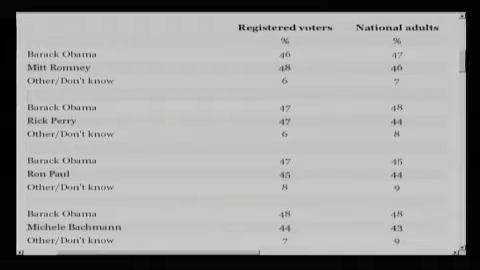 Registered voters National adults
% %
Barack Obama 46 47
Mitt Romney 48 46
Other/Don't know 6 7
Barack Obama 47 48
Rick Perry 47 44
Other/Don't know 6 8
Barack Obama 47 45
Ron Paul 45 44
Other/Don't know 8 9
Barack Obama 48 48
Michele Bachmann 44 43
Other/Don't know 7 9